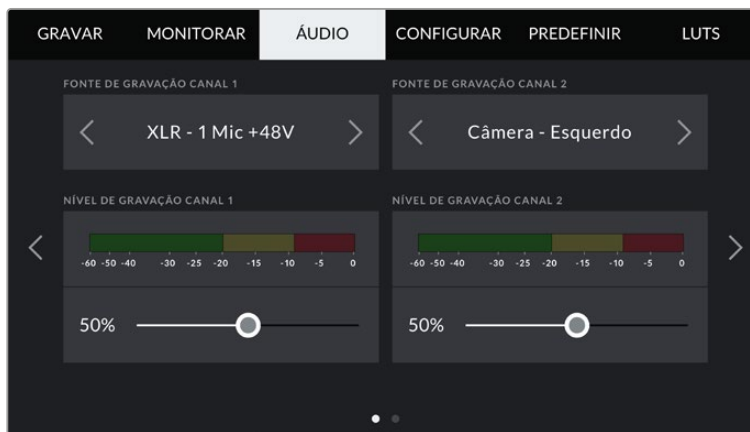 GRAVAR MONITORAR ÁUDIO CONFIGURAR PREDEFINIR LUTS
FONTE DE GRAVAÇÃO CANAL 1 FONTE DE GRAVAÇÃO CANAL 2
XLR - 1 Mic +48V Câmera - Esquerdo
NÍVEL DE GRAVAÇÃO CANAL 1 NÍVEL DE GRAVAÇÃO CANAL 2
-60 -50 -40 -30 -25 -20 -15 -10 -5 0 -60 -50 -40 -30 -25 -20 -15 -10 -5 0
50% 50%